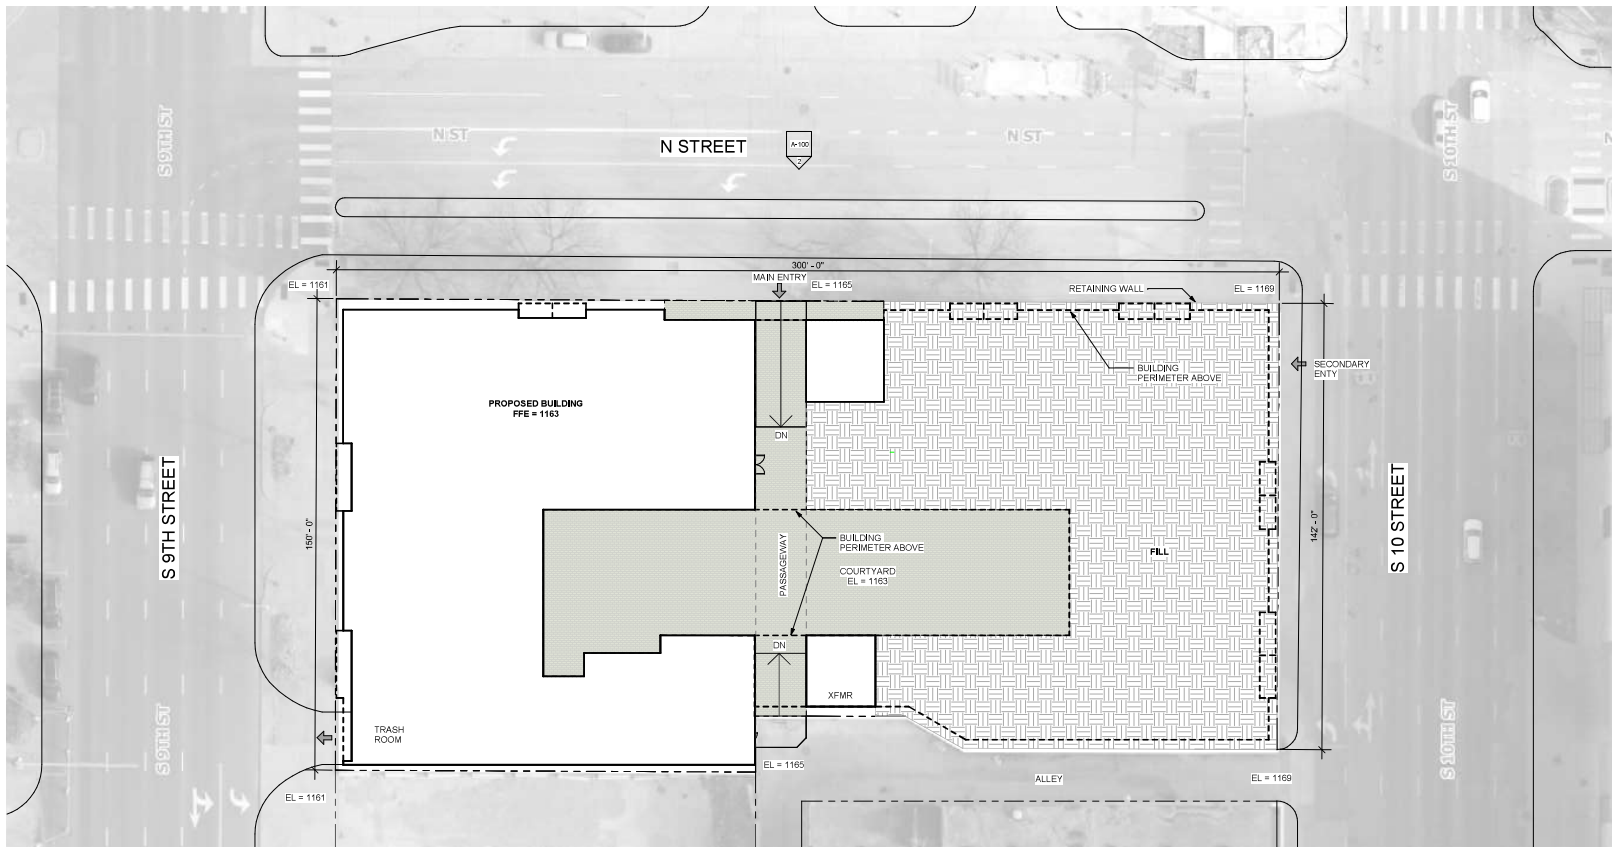 S 9TH ST
N ST
N STREET
A-100
2
N ST
S 10TH ST
N
300' - 0"
MAIN ENTRY
EL = 1161
EL = 1165
RETAINING WALL
EL = 1169
SECONDARY
ENTY
BUILDING
PERIMETER ABOVE
PROPOSED BUILDING
FFE = 1163
DN
S 9TH STREET
150' - 0"
PASSAGEWAY
BUILDING
PERIMETER ABOVE
COURTYARD
EL = 1163
FILL
142' - 0"
S 10 STREET
DN
XFMR
TRASH
ROOM
S 9TH ST
S 10TH ST
EL = 1165
ALLEY
EL = 1169
EL = 1161